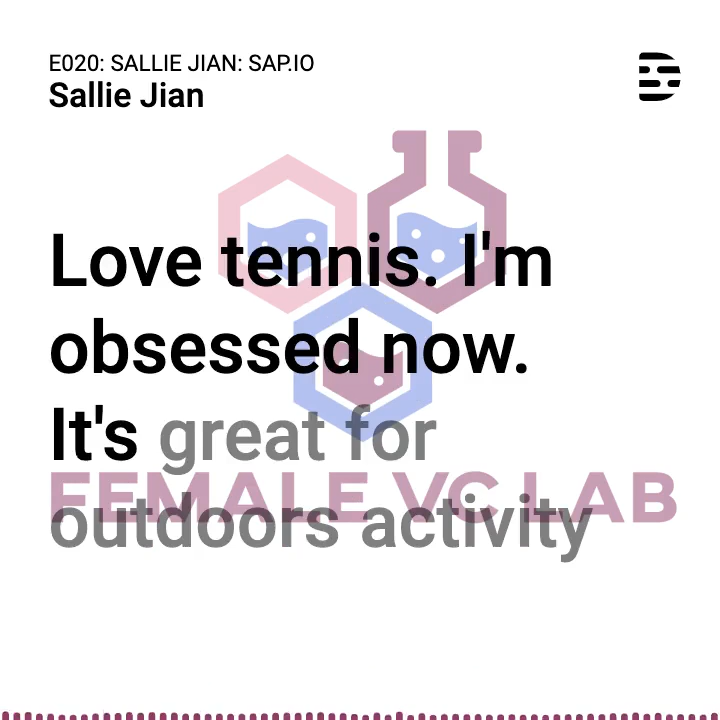 E020: SALLIE JIAN: SAP.IO
Sallie Jian
Love tennis. I'm
obsessed now.
It's great for
FEMALE VC LAB
outdoors activity